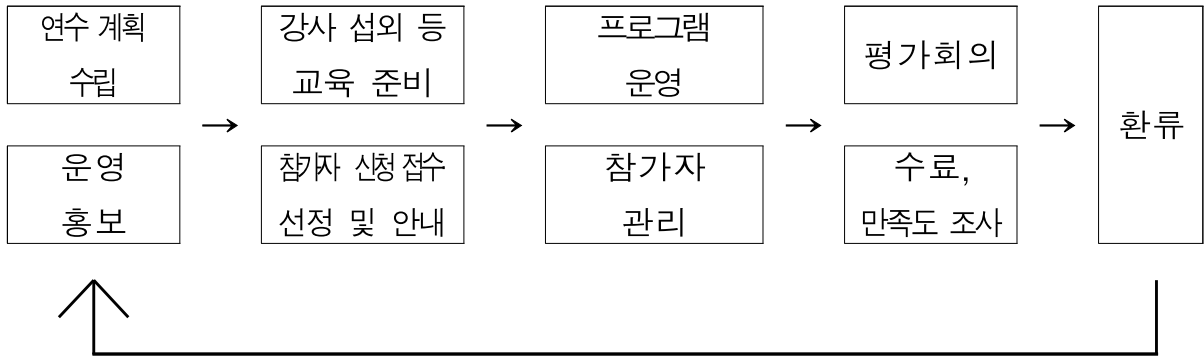 연수 계획
수립
운영
홍보
→
강사 섭외 등
교육 준비
참가자 신청 접수
선정 및 안내
→
프로그램
운영
참가자
관리
→
평가회의
수료,
만족도 조사
→
환류